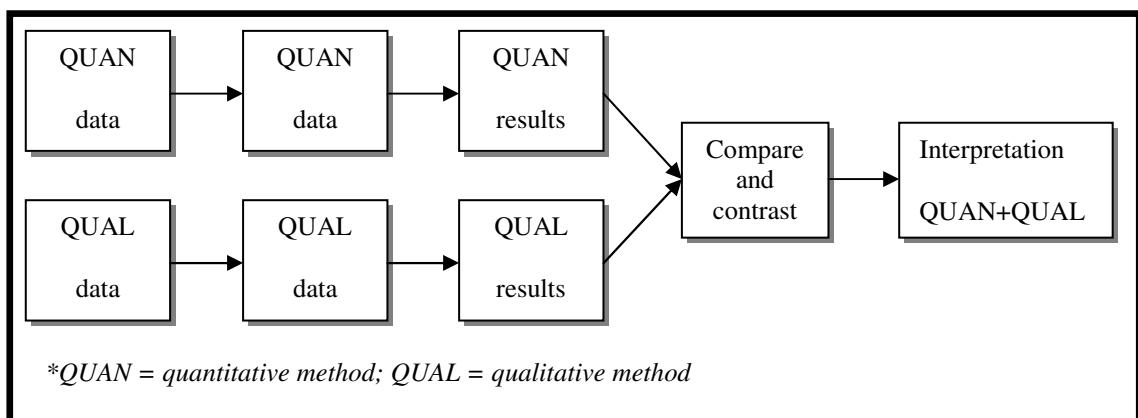 QUAN
data
QUAN
data
QUAN
results
QUAL
data
QUAL
data
QUAL
results
Compare
and
contrast
Interpretation
QUAN+QUAL
*QUAN = quantitative method; QUAL = qualitative method